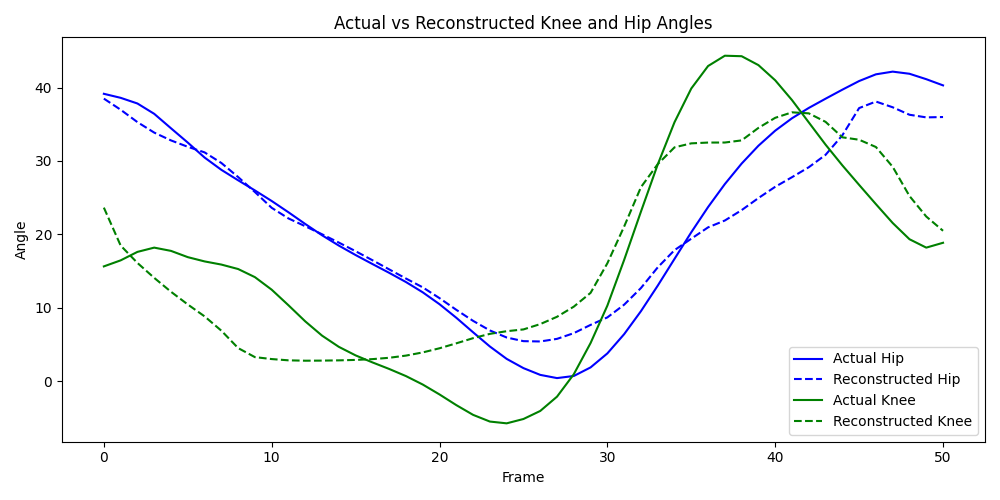 Actual vs Reconstructed Knee and Hip Angles
Angle
40
30
20
10
0
0 10 20 30 40 50
Frame
Actual Hip
Reconstructed Hip
Actual Knee
Reconstructed Knee